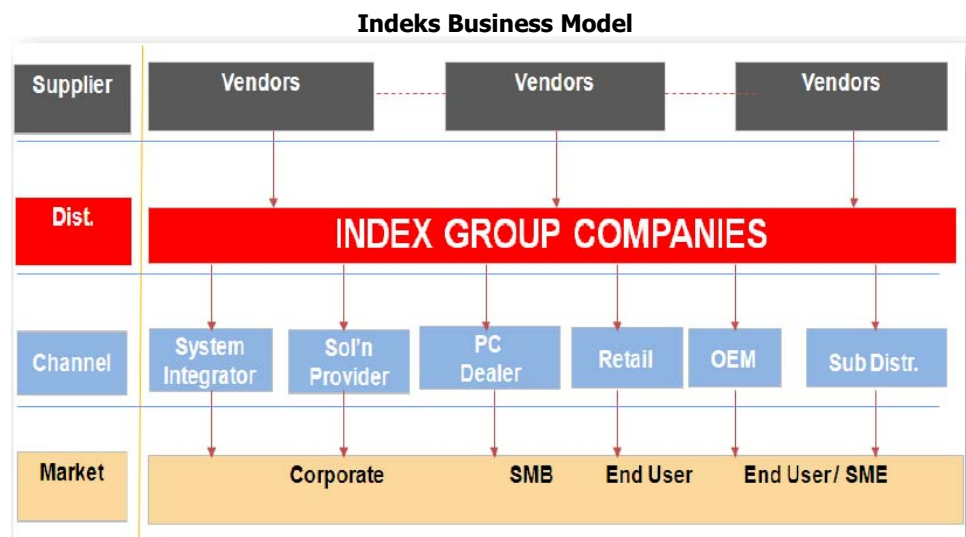 Indeks Business Model
Supplier
Vendors
Vendors
Vendors
Dist.
INDEX GROUP COMPANIES
Channel
System
Integrator
Sol'n
Provider
PC
Dealer
Retail
OEM
Sub Distr.
Market
Corporate
SMB
End User
End User/ SME